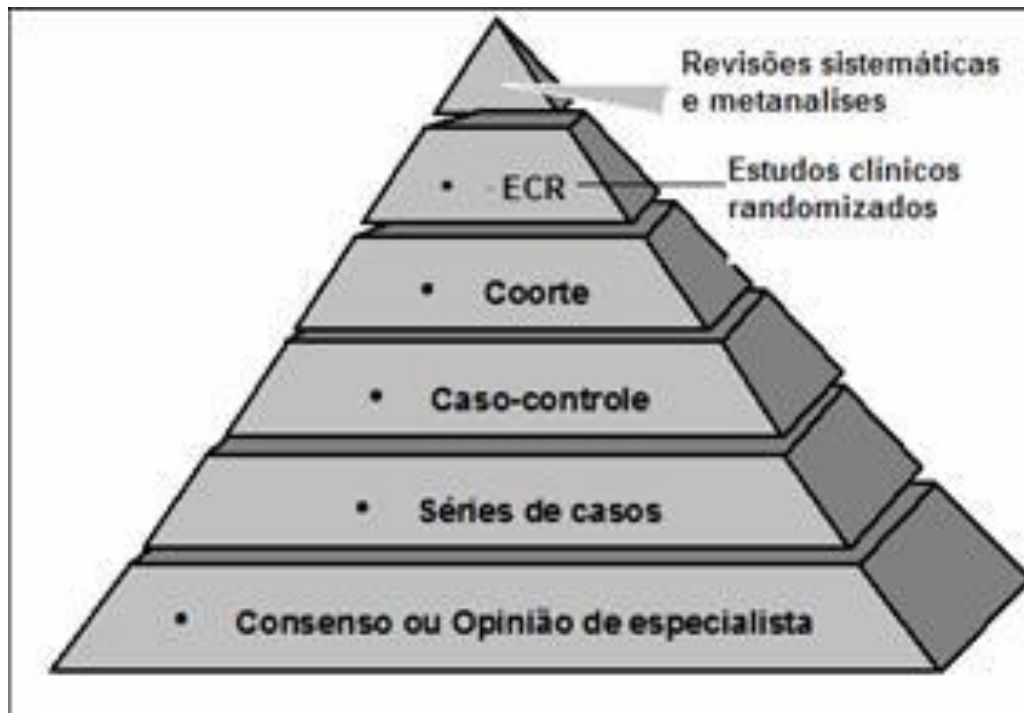 Revisões sistemáticas
e metanalises
• ECR
Estudos clínicos
randomizados
• Coorte
• Caso-controle
• Séries de casos
• Consenso ou Opinião de especialista